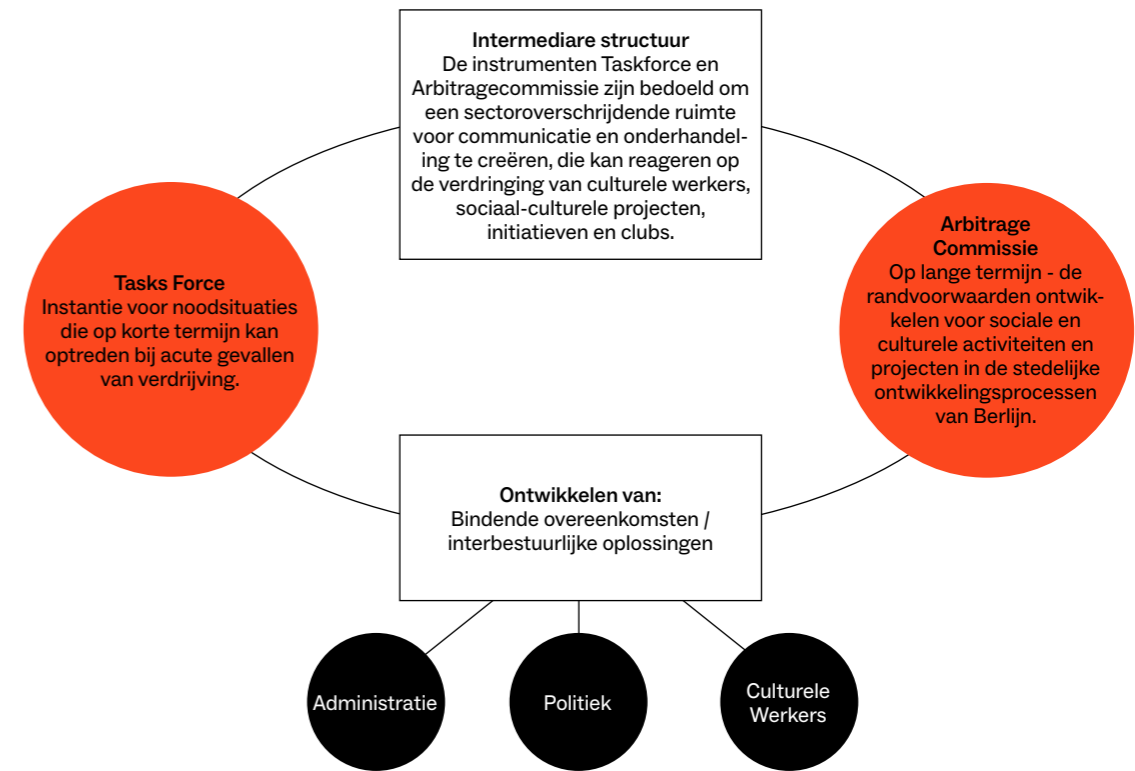 Intermediare structuur
De instrumenten Taskforce en
Arbitragecommissie zijn bedoeld om
een sectoroverschrijdende ruimte
voor communicatie en onderhandel-
ing te creëren, die kan reageren op
de verdringing van culturele werkers,
sociaal-culturele projecten,
initiatieven en clubs.
Tasks Force
Instantie voor noodsituaties
die op korte termijn kan
optreden bij acute gevallen
van verdrijving.
Arbitrage
Commissie
Op lange termijn - de
randvoorwaarden ontwik-
kelen voor sociale en
culturele activiteiten en
projecten in de stedelijke
ontwikkelingsprocessen
van Berlijn.
Ontwikkelen van:
Bindende overeenkomsten /
interbestuurlijke oplossingen
Administratie
Politiek
Culturele
Werkers